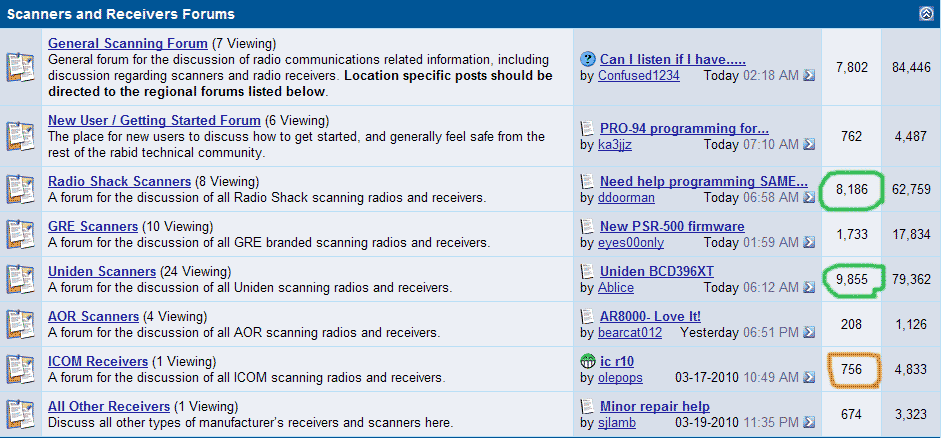 Scanners and Receivers Forums
General Scanning Forum (7 Viewing)
General forum for the discussion of radio communications related information, including
discussion regarding scanners and radio receivers. Location specific posts should be
directed to the regional forums listed below.
Can I listen if I have.....
by Confused1234 Today 02:18 AM
7,802
84,446
New User / Getting Started Forum (6 Viewing)
The place for new users to discuss how to get started, and generally feel safe from the
rest of the rabid technical community.
PRO-94 programming for...
by ka3jjz Today 07:10 AM
762
4,487
Radio Shack Scanners (8 Viewing)
A forum for the discussion of all Radio Shack scanning radios and receivers.
Need help programming SAME...
by ddoorman Today 06:58 AM
8,186
62,759
GRE Scanners (10 Viewing)
A forum for the discussion of all GRE branded scanning radios and receivers.
New PSR-500 firmware
by eyes00only Today 01:59 AM
1,733
17,834
Uniden Scanners (24 Viewing)
A forum for the discussion of all Uniden scanning radios and receivers.
Uniden BCD396XT
by Ablice Today 06:12 AM
9,855
79,362
AOR Scanners (4 Viewing)
A forum for the discussion of all AOR scanning radios and receivers.
AR8000- Love It!
by bearcat012 Yesterday 06:51 PM
208
1,126
ICOM Receivers (1 Viewing)
A forum for the discussion of all ICOM scanning radios and receivers.
ic r10
by olepops 03-17-2010 10:49 AM
756
4,833
All Other Receivers (1 Viewing)
Discuss all other types of manufacturer's receivers and scanners here.
Minor repair help
by sjlamb 03-19-2010 11:35 PM
674
3,323